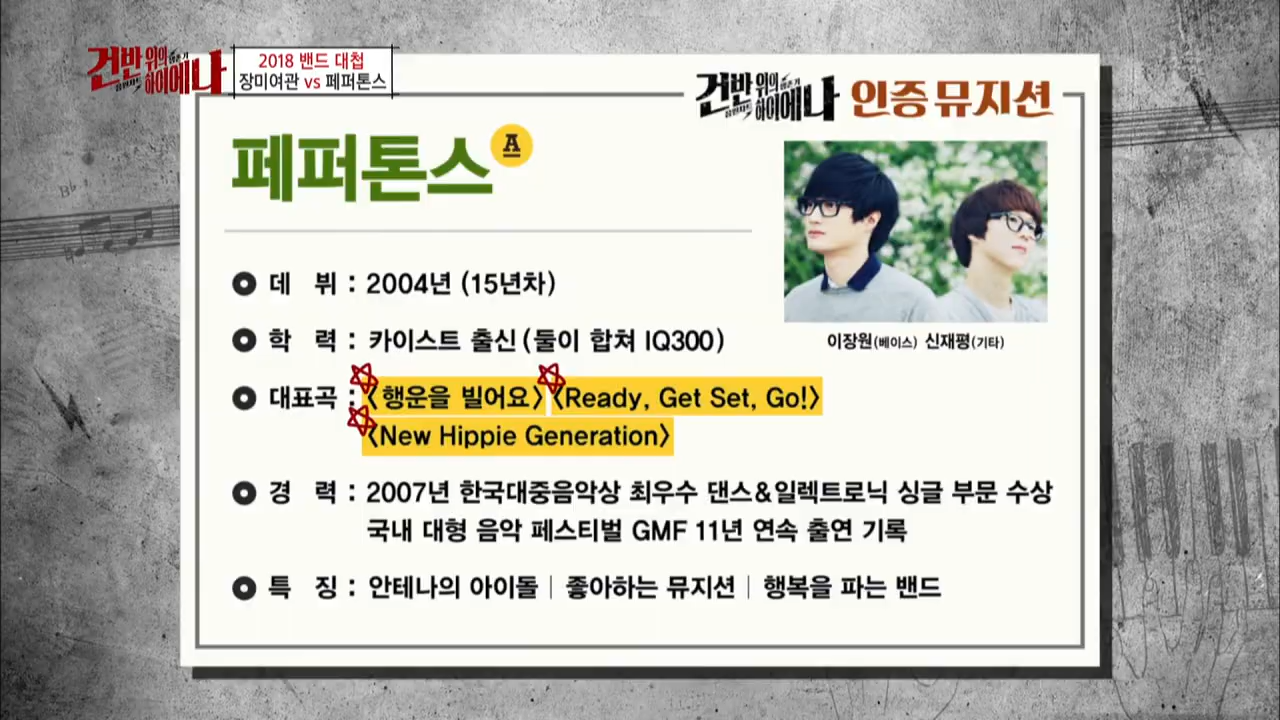 건반 위의 하이에나
2018 밴드 대첩
장미여관 vs 페퍼톤스
건반 위의 하이에나 인증 뮤지션
페퍼톤스 A
데 뷔 : 2004년 (15년차)
이장원(베이스) 신재평(기타)
학 력 : 카이스트 출신 (둘이 합쳐 IQ300)
대표곡 : <행운을 빌어요> <Ready, Get Set, Go!>
<New Hippie Generation>
경 력 : 2007년 한국대중음악상 최우수 댄스&일렉트로닉 싱글 부문 수상
국내 대형 음악 페스티벌 GMF 11년 연속 출연 기록
특 징 : 안테나의 아이돌 | 좋아하는 뮤지션 | 행복을 파는 밴드
B♭